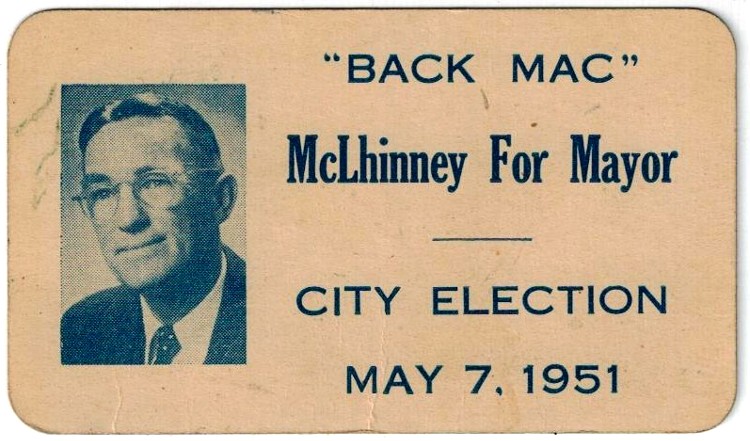 “BACK MAC”
McLhinney For Mayor
CITY ELECTION
MAY 7, 1951